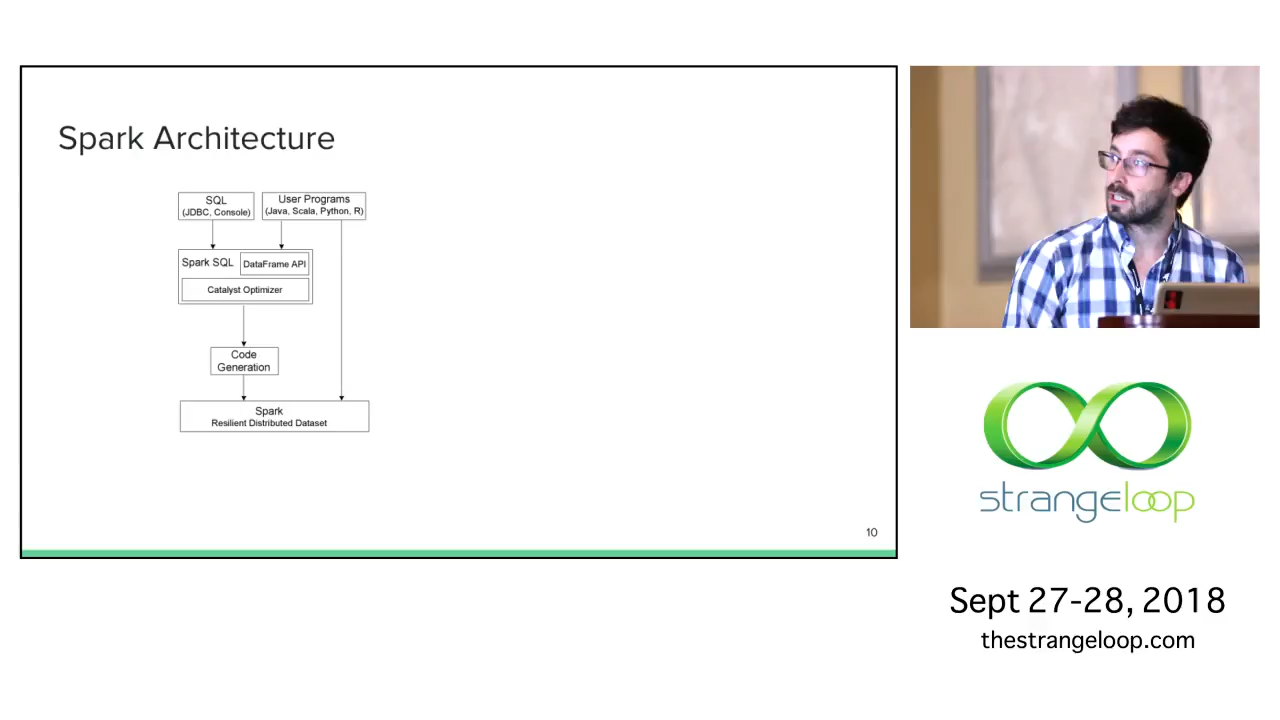 Spark Architecture
SQL
(JDBC, Console)
User Programs
(Java, Scala, Python, R)
Spark SQL
DataFrame API
Catalyst Optimizer
Code
Generation
Spark
Resilient Distributed Dataset
10
strangeloop
Sept 27-28, 2018
thestrangeloop.com